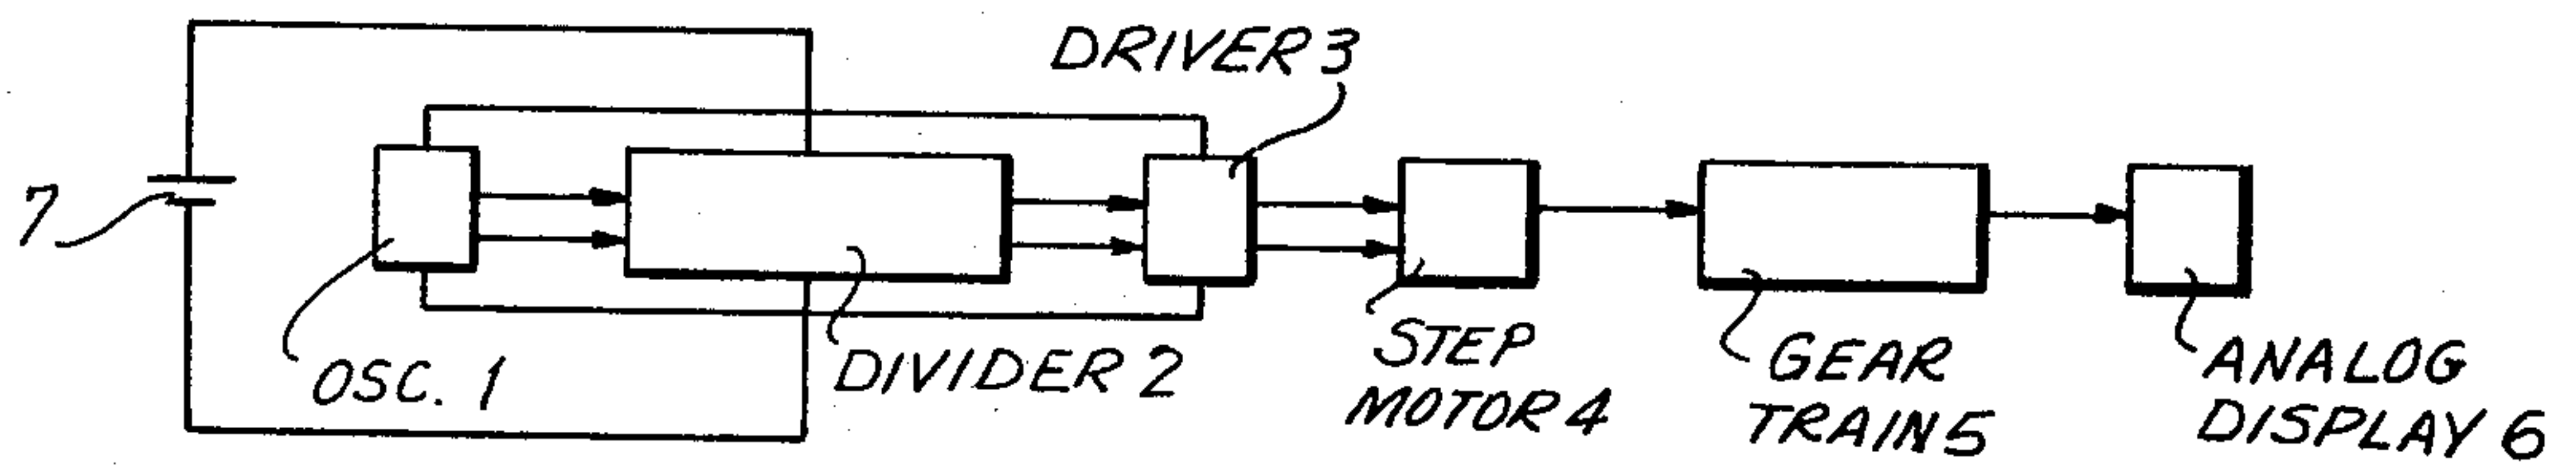 DRIVER 3
7
OSC. 1
DIVIDER 2
STEP
MOTOR 4
GEAR
TRAIN 5
ANALOG
DISPLAY 6